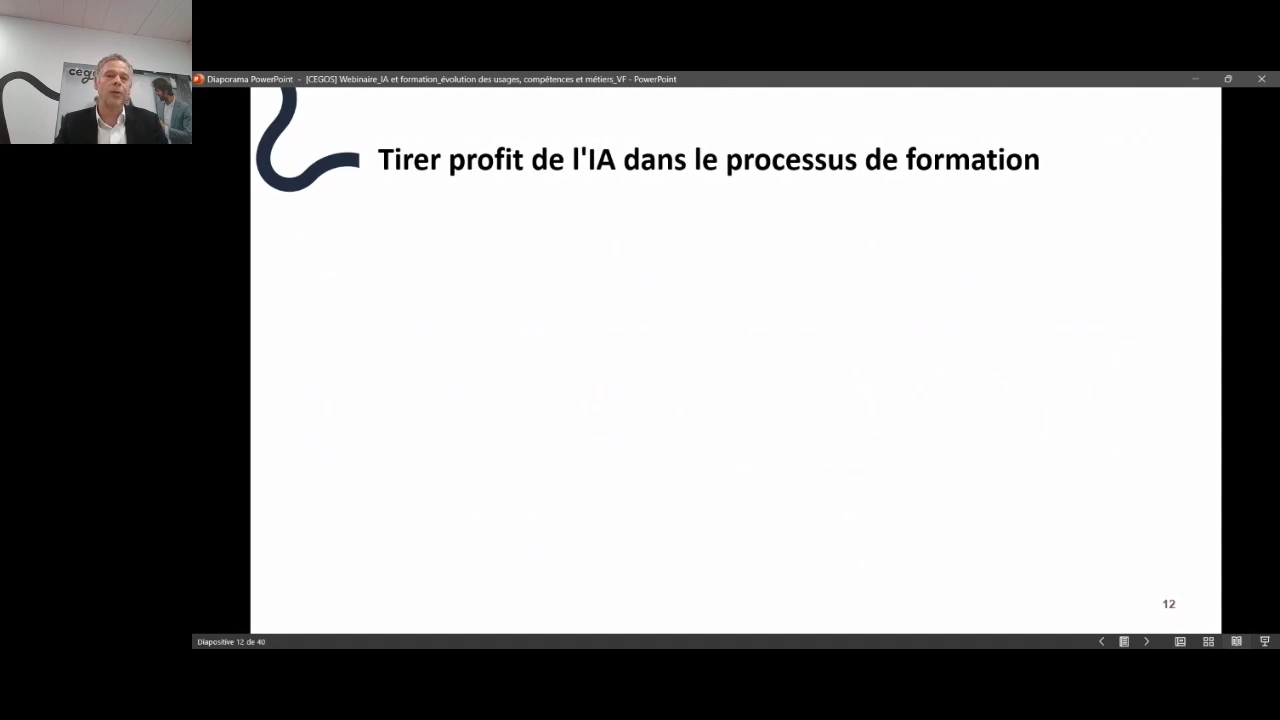 Diaporama PowerPoint - [CEGOS] Webinaire_IA et formation_évolution des usages, compétences et métiers_VF - PowerPoint
Tirer profit de l'IA dans le processus de formation
12
Diapositive 12 de 40